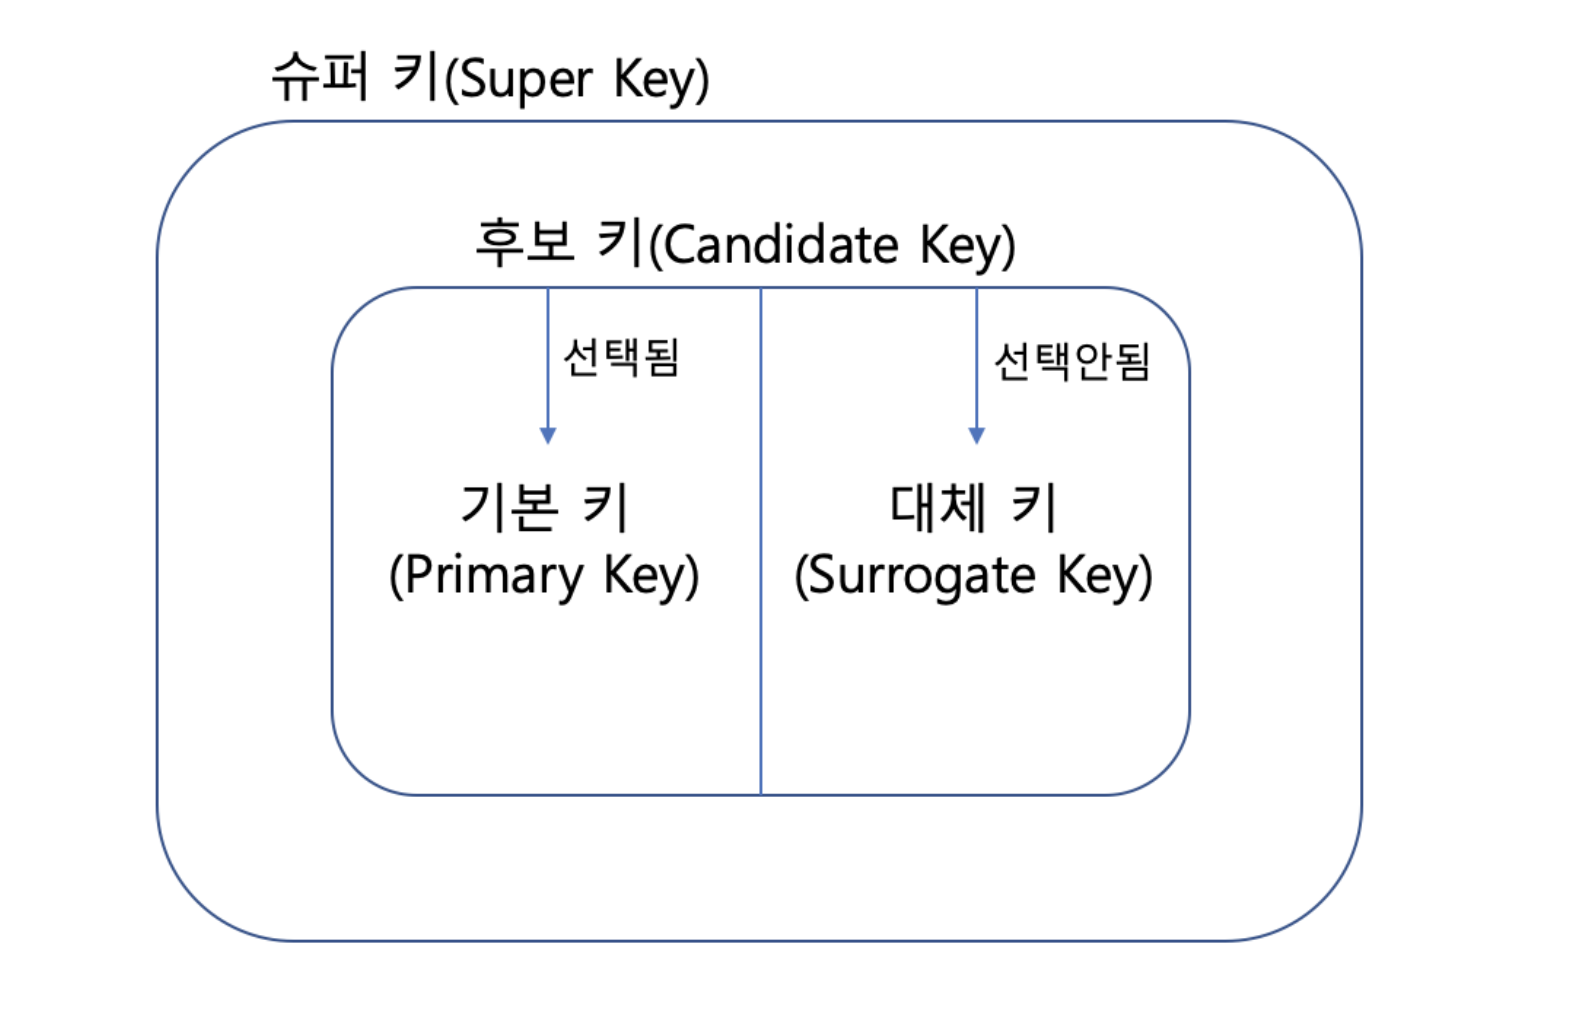 슈퍼 키(Super Key)
후보 키(Candidate Key)
선택됨
선택안됨
기본 키
(Primary Key)
대체 키
(Surrogate Key)